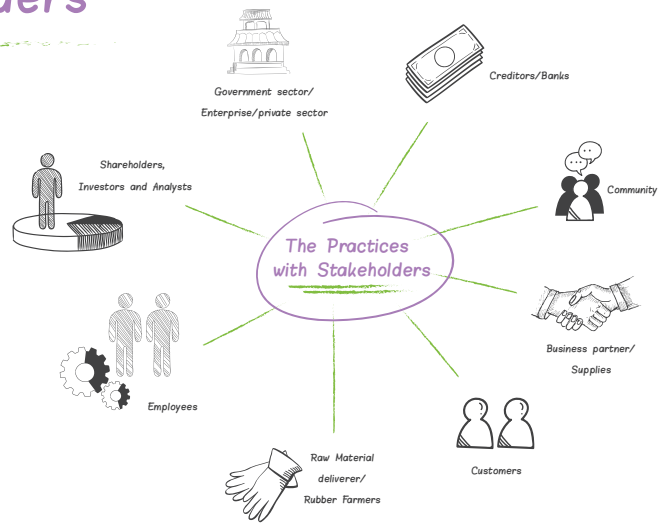 ders
Government sector/
Enterprise/private sector
Creditors/Banks
Shareholders,
Investors and Analysts
Community
The Practices
with Stakeholders
Business partner/
Supplies
Employees
Customers
Raw Material
deliverer/
Rubber Farmers